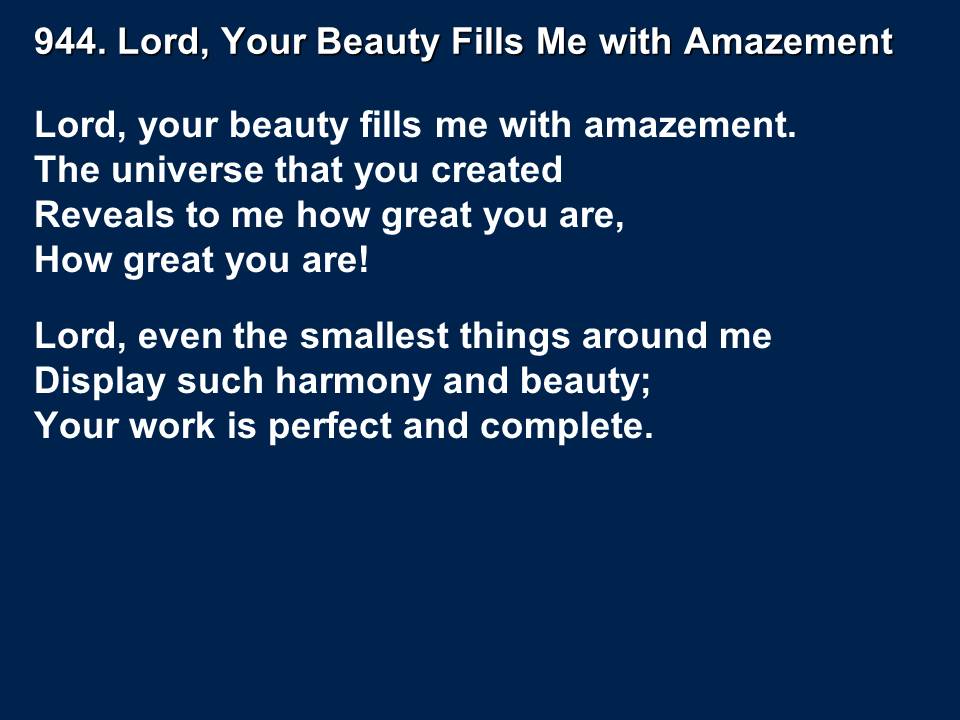 944. Lord, Your Beauty Fills Me with Amazement
Lord, your beauty fills me with amazement.
The universe that you created
Reveals to me how great you are,
How great you are!
Lord, even the smallest things around me
Display such harmony and beauty;
Your work is perfect and complete.